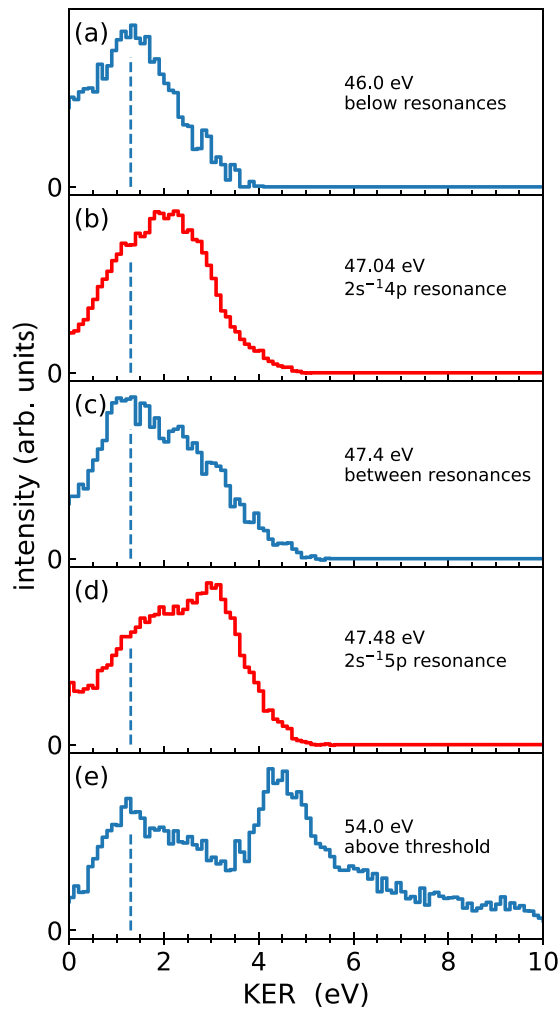 (a)
46.0 eV
below resonances
0
(b)
47.04 eV
2s⁻¹4p resonance
0
(c)
47.4 eV
between resonances
0
(d)
47.48 eV
2s⁻¹5p resonance
0
(e)
54.0 eV
above threshold
0
intensity (arb. units)
0 2 4 6 8 10
KER (eV)